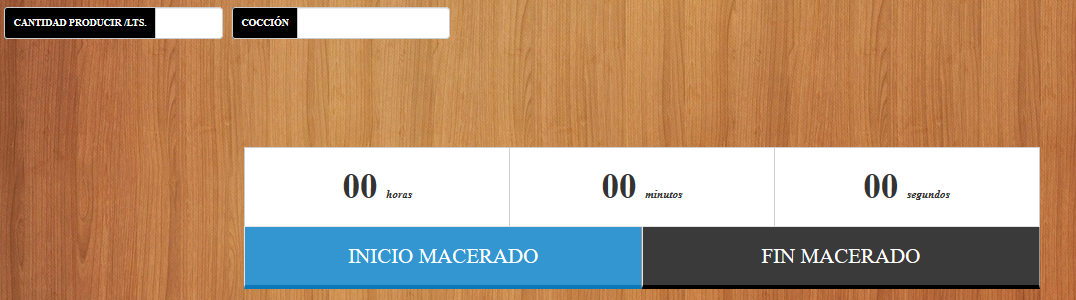 CANTIDAD PRODUCIR /LTS. COCCIÓN
00 horas 00 minutos 00 segundos
INICIO MACERADO FIN MACERADO